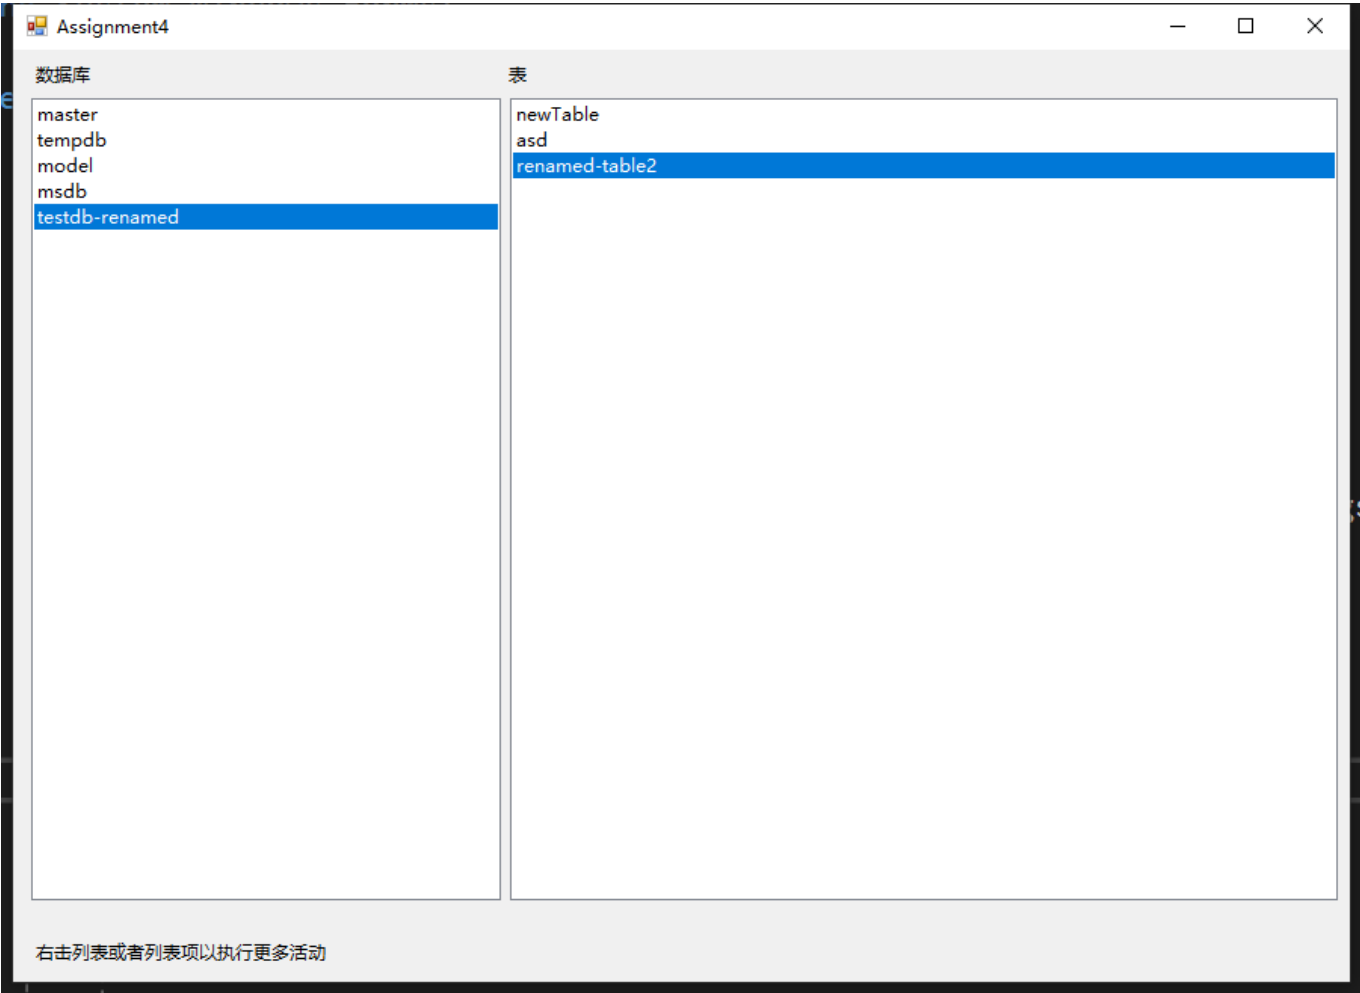 Assignment4
数据库
表
master
tempdb
model
msdb
testdb-renamed
newTable
asd
renamed-table2
右击列表或者列表项以执行更多活动